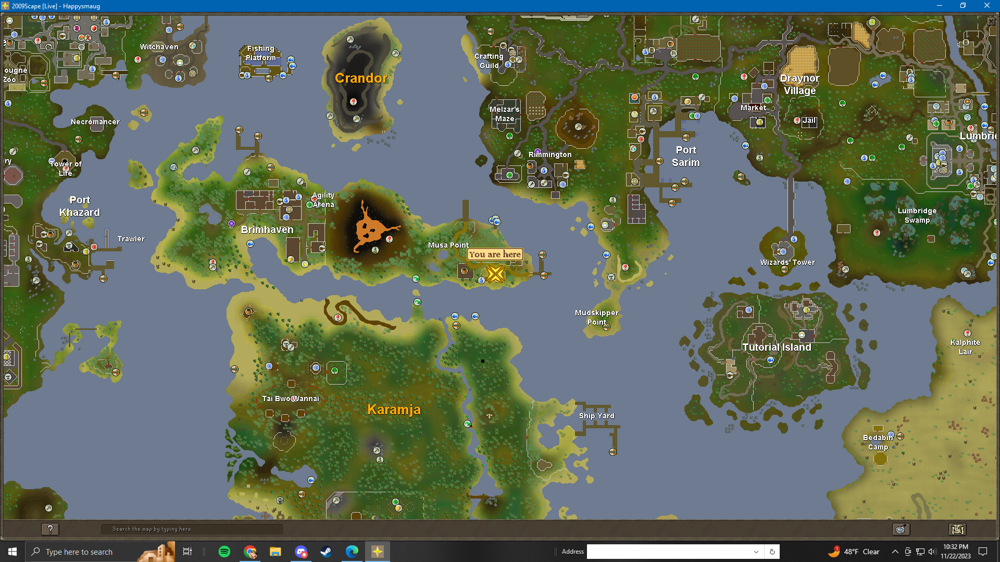 2009Scape [Live] - Happysmaug
Witchaven
Fishing
Platform
Crandor
Crafting
Guild
Draynor
Village
ougne
Zoo
Necromancer
Melzar's
Maze
Market
Jail
Lumbri
ry
Tower of
Life
Rimmington
Port
Sarim
Port
Khazard
Agility
Arena
Brimhaven
Lumbridge
Swamp
Trawler
Musa Point
You are here
Wizards' Tower
Mudskipper
Point
Tutorial Island
Kalphite
Lair
Tai Bwo Wannai
Karamja
Ship Yard
Bedabin
Camp
?
Search the map by typing here.
Type here to search
Address
1
48°F Clear
10:32 PM
11/22/2023